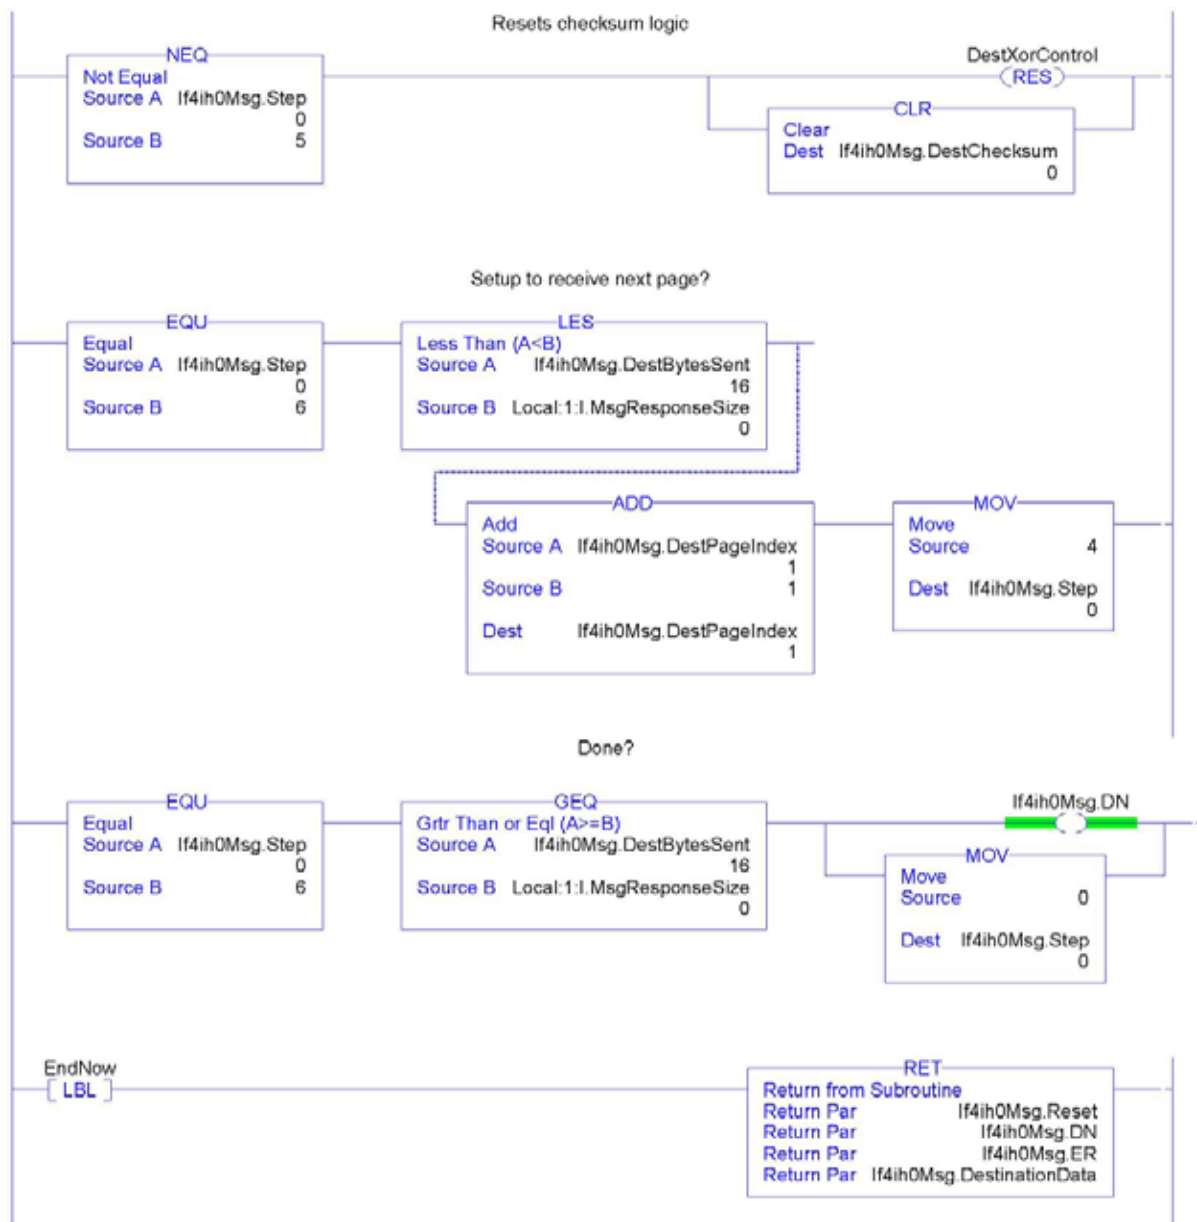 Resets checksum logic
NEQ
Not Equal
Source A If4ih0Msg.Step
0
Source B 5
DestXorControl
RES
CLR
Clear
Dest If4ih0Msg.DestChecksum
0
Setup to receive next page?
EQU
Equal
Source A If4ih0Msg.Step
0
Source B 6
LES
Less Than (A<B)
Source A If4ih0Msg.DestBytesSent
16
Source B Local:1:I.MsgResponseSize
0
ADD
Add
Source A If4ih0Msg.DestPageIndex
1
Source B 1
Dest If4ih0Msg.DestPageIndex
1
MOV
Move
Source 4
Dest If4ih0Msg.Step
0
Done?
EQU
Equal
Source A If4ih0Msg.Step
0
Source B 6
GEQ
Grtr Than or Eql (A>=B)
Source A If4ih0Msg.DestBytesSent
16
Source B Local:1:I.MsgResponseSize
0
If4ih0Msg.DN
MOV
Move
Source 0
Dest If4ih0Msg.Step
0
EndNow
LBL
RET
Return from Subroutine
Return Par If4ih0Msg.Reset
Return Par If4ih0Msg.DN
Return Par If4ih0Msg.ER
Return Par If4ih0Msg.DestinationData